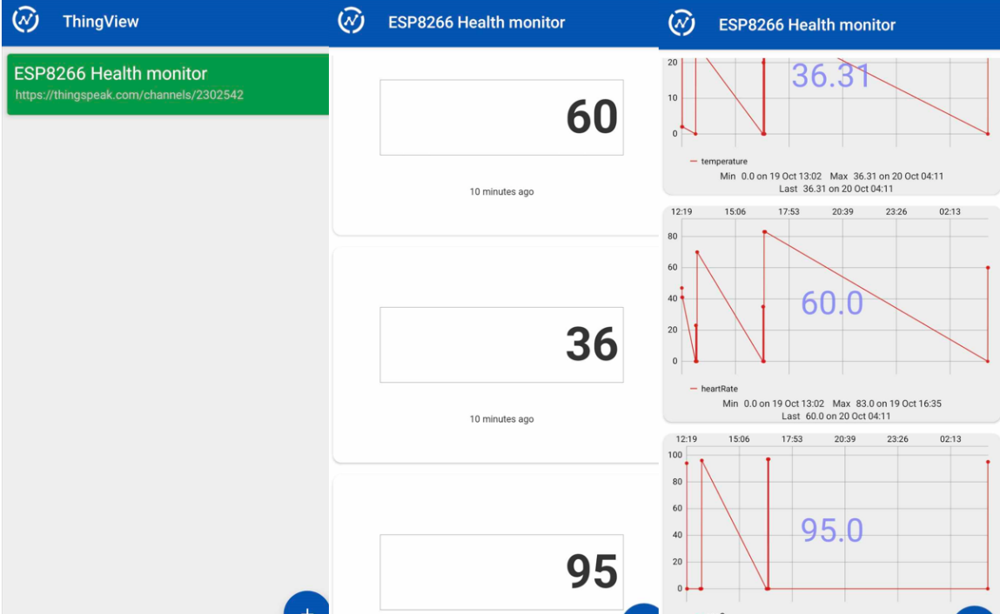 ThingView
ESP8266 Health monitor
https://thingspeak.com/channels/2302542
+
ESP8266 Health monitor
60
10 minutes ago
36
10 minutes ago
95
ESP8266 Health monitor
20
10
0
36.31
temperature
Min 0.0 on 19 Oct 13:02 Max 36.31 on 20 Oct 04:11
Last 36.31 on 20 Oct 04:11
12:19 15:06 17:53 20:39 23:26 02:13
80
60
40
20
0
60.0
heartRate
Min 0.0 on 19 Oct 13:02 Max 83.0 on 19 Oct 16:35
Last 60.0 on 20 Oct 04:11
12:19 15:06 17:53 20:39 23:26 02:13
100
80
60
40
20
0
95.0